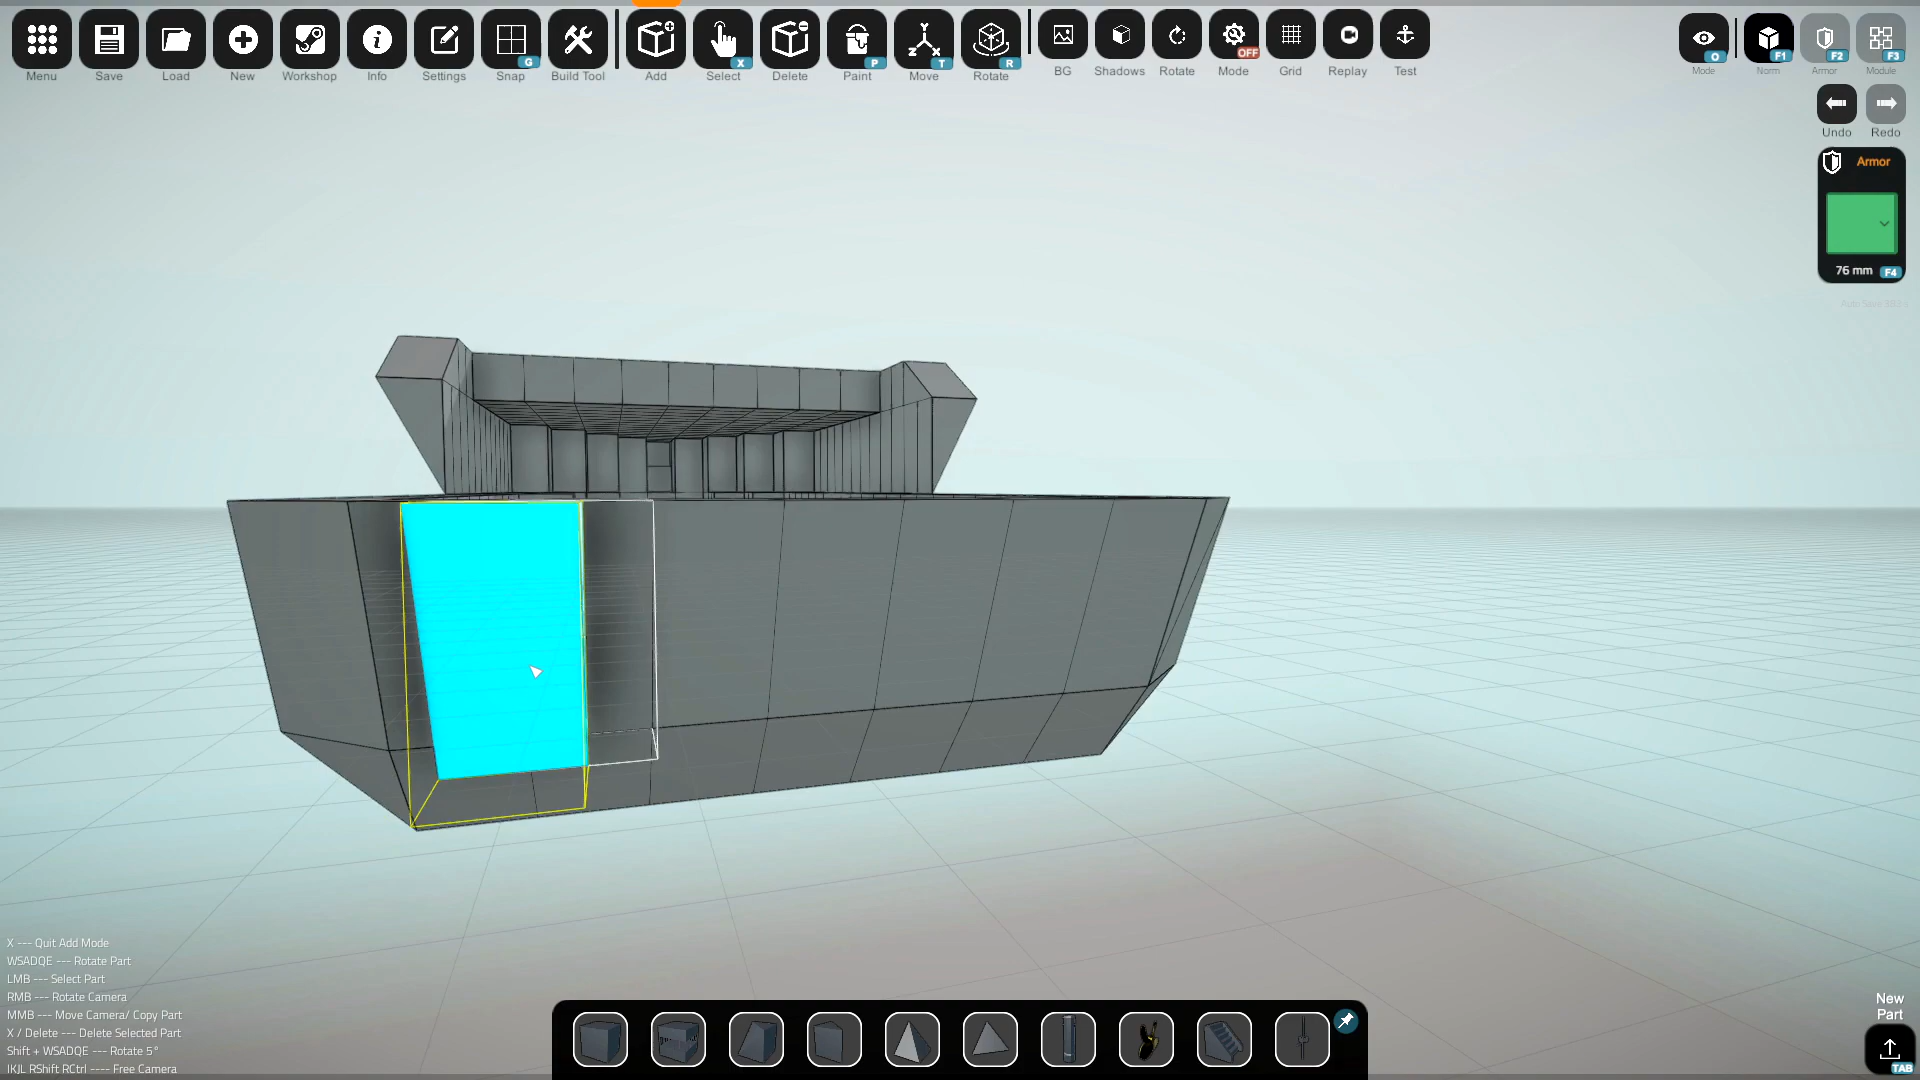 Menu
Save
Load
New
Workshop
Info
Settings
G
Snap
Build Tool
Add
X
Select
Delete
P
Paint
T
Move
R
Rotate
BG
Shadows
Rotate
OFF
Mode
Grid
Replay
Test
O
Mode
F1
Norm
F2
Armor
F3
Module
Undo
Redo
Armor
76 mm
F4
X --- Quit Add Mode
WSADQE --- Rotate Part
LMB --- Select Part
RMB --- Rotate Camera
MMB --- Move Camera/ Copy Part
X / Delete --- Delete Selected Part
Shift + WSADQE --- Rotate 5°
IKJL RShift RCtrl ---- Free Camera
New
Part
TAB